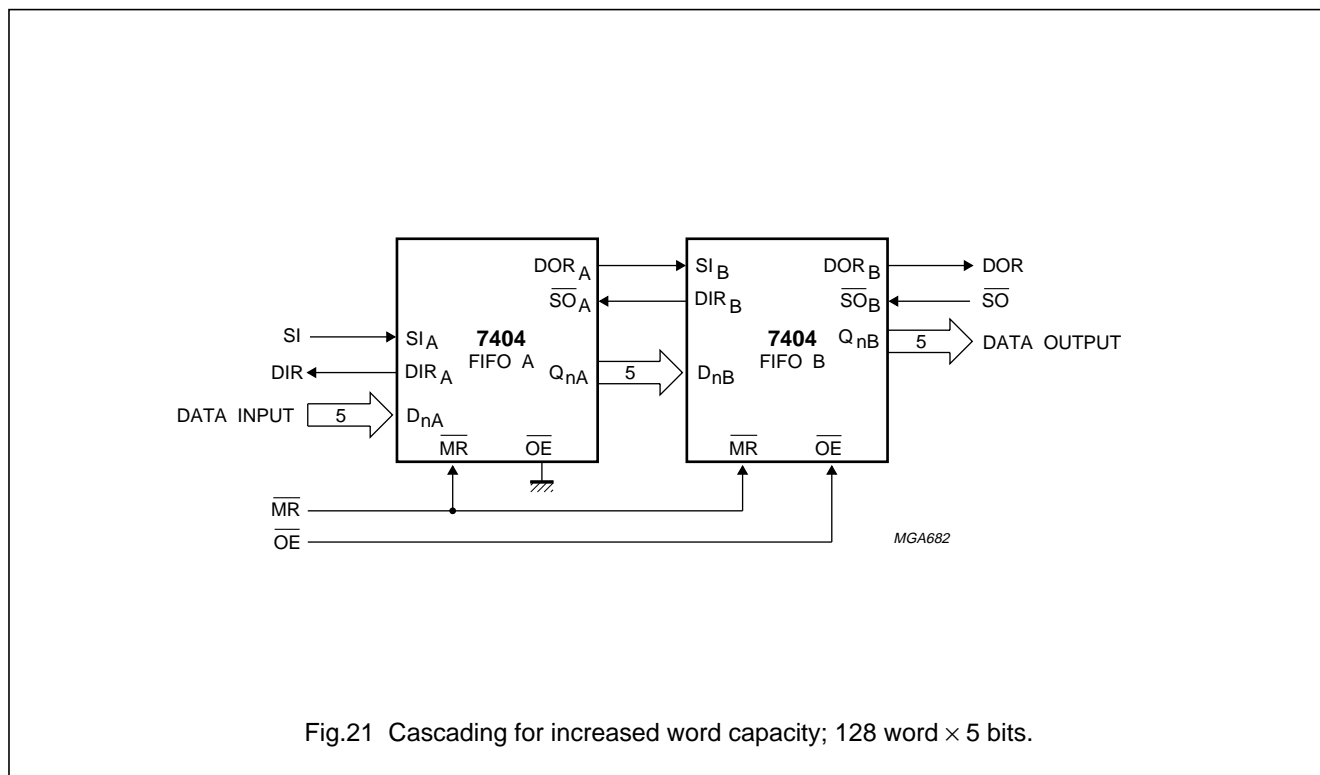 DOR A SI B DOR B DOR
SO A DIR B SO B SO
SI SI A 7404 7404 Q nB 5 DATA OUTPUT
FIFO A FIFO B
DIR DIR A Q nA 5 D nB
DATA INPUT 5 D nA
MR OE MR OE
MR
OE MGA682
Fig.21 Cascading for increased word capacity; 128 word × 5 bits.